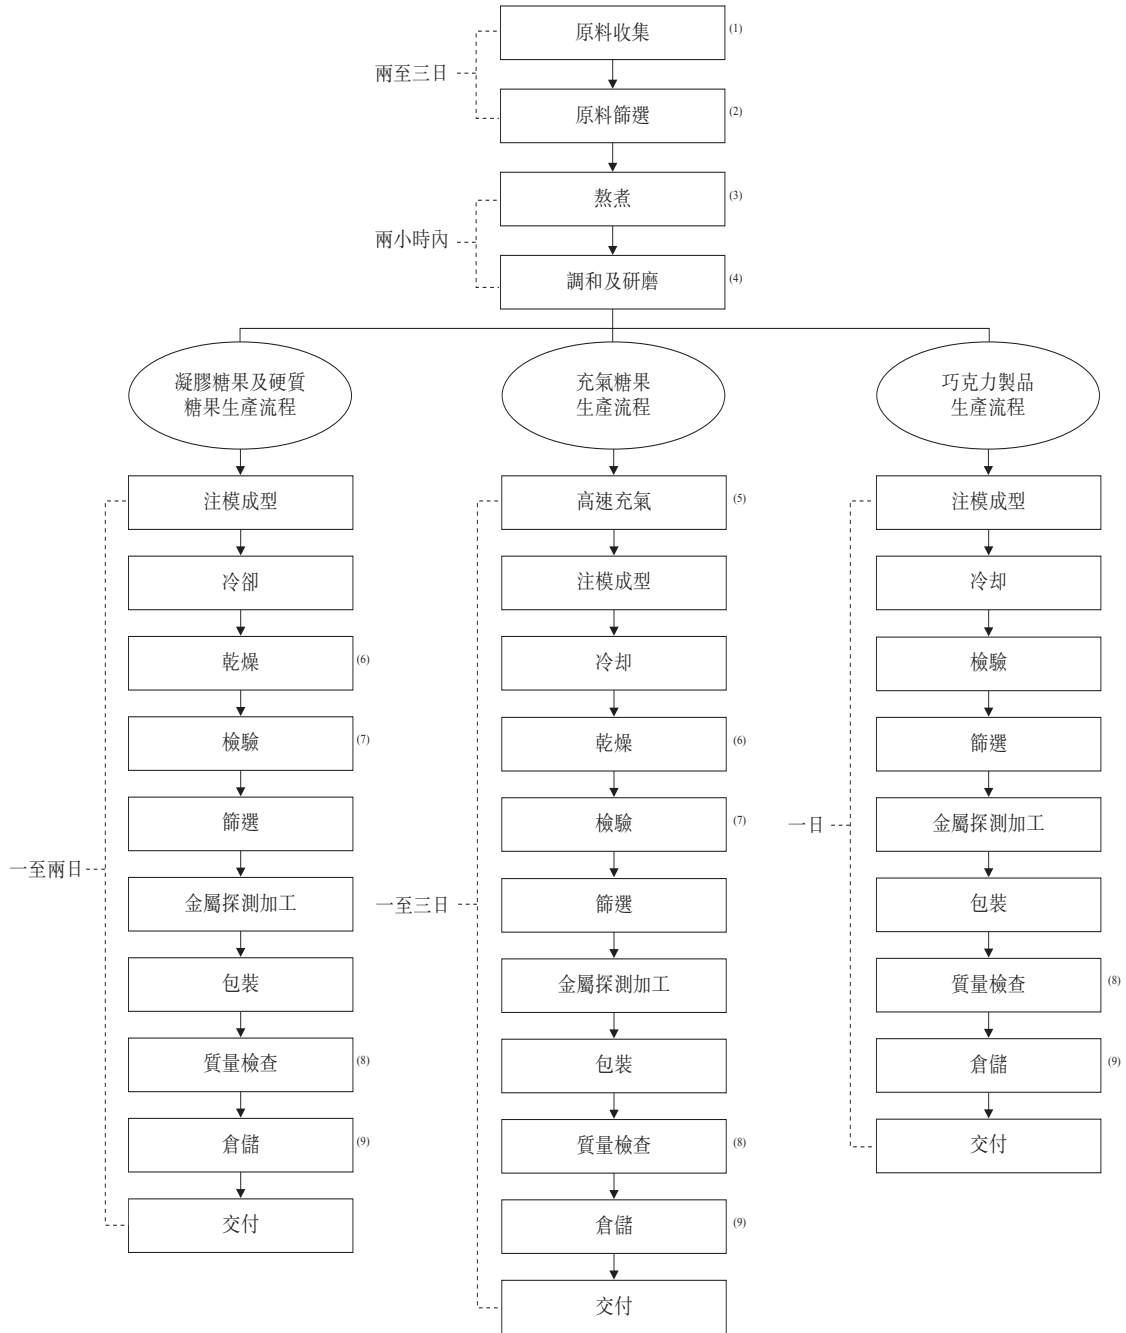 原料收集 (1)
兩至三日
原料篩選 (2)
熬煮 (3)
兩小時內
調和及研磨 (4)
凝膠糖果及硬質
糖果生產流程
注模成型
冷卻
乾燥 (6)
檢驗 (7)
篩選
一至兩日
金屬探測加工
包裝
質量檢查 (8)
倉儲 (9)
交付
充氣糖果
生產流程
高速充氣 (5)
注模成型
冷却
乾燥 (6)
檢驗 (7)
一至三日
篩選
金屬探測加工
包裝
質量檢查 (8)
倉儲 (9)
交付
巧克力製品
生產流程
注模成型
冷却
檢驗
篩選
一日
金屬探測加工
包裝
質量檢查 (8)
倉儲 (9)
交付